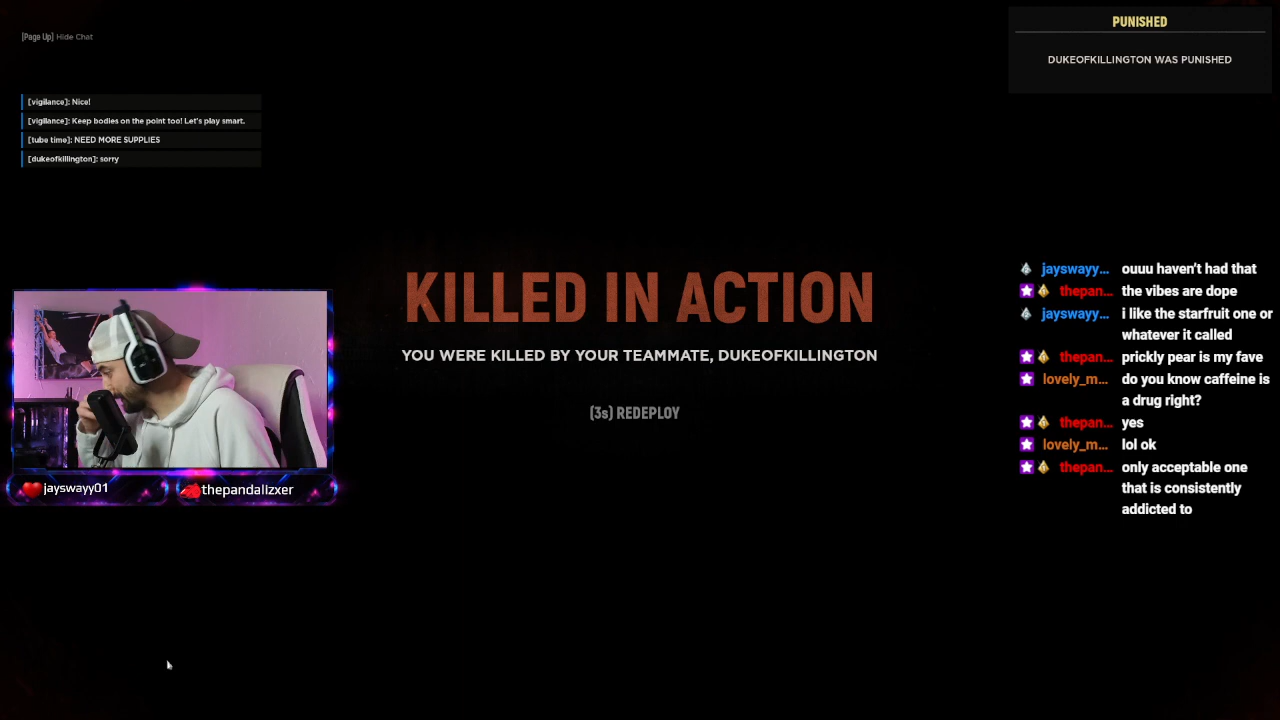 [Page Up] Hide Chat
[vigilance]: Nice!
[vigilance]: Keep bodies on the point too! Let's play smart.
[tube time]: NEED MORE SUPPLIES
[dukeofkillington]: sorry
PUNISHED
DUKEOFKILLINGTON WAS PUNISHED
KILLED IN ACTION
YOU WERE KILLED BY YOUR TEAMMATE, DUKEOFKILLINGTON
(3s) REDEPLOY
jayswayy01
thepandalizxer
jayswayy... ouuu haven't had that
thepan... the vibes are dope
jayswayy... i like the starfruit one or
whatever it called
thepan... prickly pear is my fave
lovely_m... do you know caffeine is
a drug right?
thepan... yes
lovely_m... lol ok
thepan... only acceptable one
that is consistently
addicted to